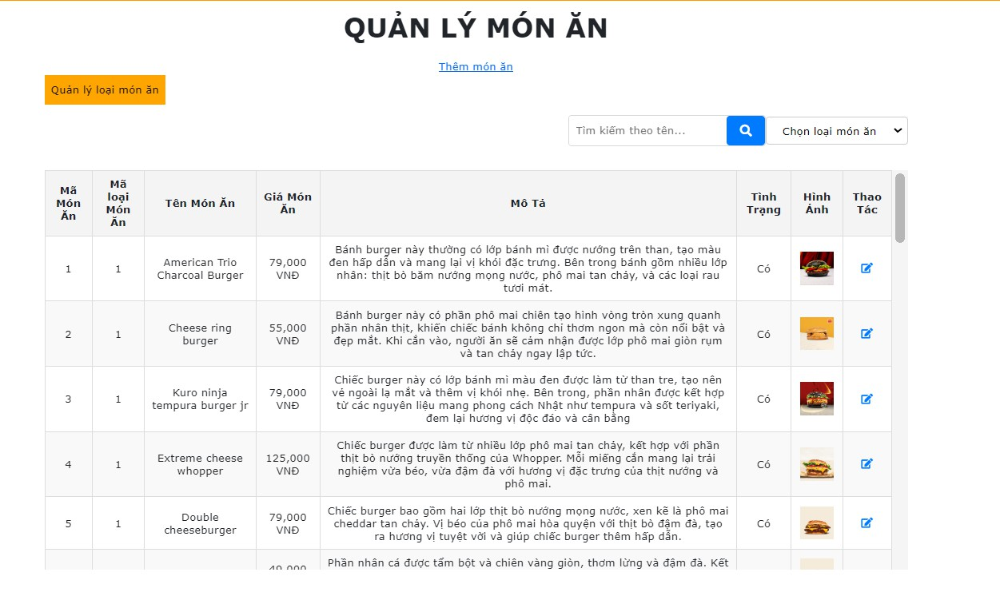 QUẢN LÝ MÓN ĂN
Thêm món ăn
Quản lý loại món ăn
Tìm kiếm theo tên...
Chọn loại món ăn
Mã Món Ăn
Mã loại Món Ăn
Tên Món Ăn
Giá Món Ăn
Mô Tả
Tình Trạng
Hình Ảnh
Thao Tác
1
1
American Trio
Charcoal Burger
79,000
VNĐ
Bánh burger này thường có lớp bánh mì được nướng trên than, tạo màu
đen hấp dẫn và mang lại vị khói đặc trưng. Bên trong bánh gồm nhiều lớp
nhân: thịt bò băm nướng mọng nước, phô mai tan chảy, và các loại rau
tươi mát.
Có
2
1
Cheese ring
burger
55,000
VNĐ
Bánh burger này có phần phô mai chiên tạo hình vòng tròn xung quanh
phần nhân thịt, khiến chiếc bánh không chỉ thơm ngon mà còn nổi bật và
đẹp mắt. Khi cắn vào, người ăn sẽ cảm nhận được lớp phô mai giòn rụm
và tan chảy ngay lập tức.
Có
3
1
Kuro ninja
tempura burger jr
79,000
VNĐ
Chiếc burger này có lớp bánh mì màu đen được làm từ than tre, tạo nên
vẻ ngoài lạ mắt và thêm vị khói nhẹ. Bên trong, phần nhân được kết hợp
từ các nguyên liệu mang phong cách Nhật như tempura và sốt teriyaki,
đem lại hương vị độc đáo và cân bằng
Có
4
1
Extreme cheese
whopper
125,000
VNĐ
Chiếc burger được làm từ nhiều lớp phô mai tan chảy, kết hợp với phần
thịt bò nướng truyền thống của Whopper. Mỗi miếng cắn mang lại trải
nghiệm vừa béo, vừa đậm đà với hương vị đặc trưng của thịt nướng và
phô mai.
Có
5
1
Double
cheeseburger
79,000
VNĐ
Chiếc burger bao gồm hai lớp thịt bò nướng mọng nước, xen kẽ là phô mai
cheddar tan chảy. Vị béo của phô mai hòa quyện với thịt bò đậm đà, tạo
ra hương vị tuyệt vời và giúp chiếc burger thêm hấp dẫn.
Có
Phần nhân cá được tẩm bột và chiên vàng giòn, thơm lừng và đậm đà. Kết